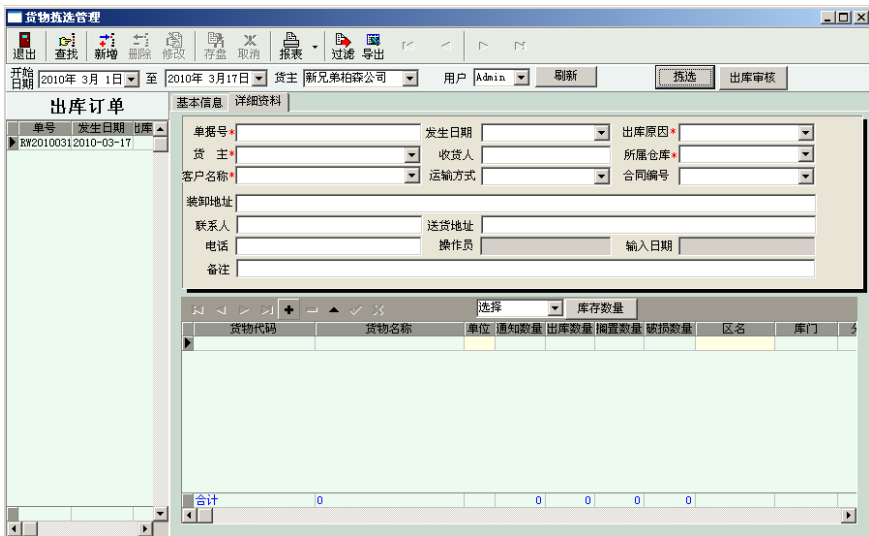 货物拣选管理
退出 查找 新增 删除 修改 存盘 取消 报表 过滤 导出
开始日期 2010年 3月 1日 至 2010年 3月17日 货主 新兄弟柏森公司 用户 Admin 刷新 拣选 出库审核
出库订单
单号 发生日期 出库
RW2010031 2010-03-17
基本信息 详细资料
单据号* 发生日期 出库原因*
货 主* 收货人 所属仓库*
客户名称* 运输方式 合同编号
装卸地址
联系人 送货地址
电话 操作员 输入日期
备注
选择 库存数量
货物代码 货物名称 单位 通知数量 出库数量 搁置数量 破损数量 区名 库门
合计 0 0 0 0 0